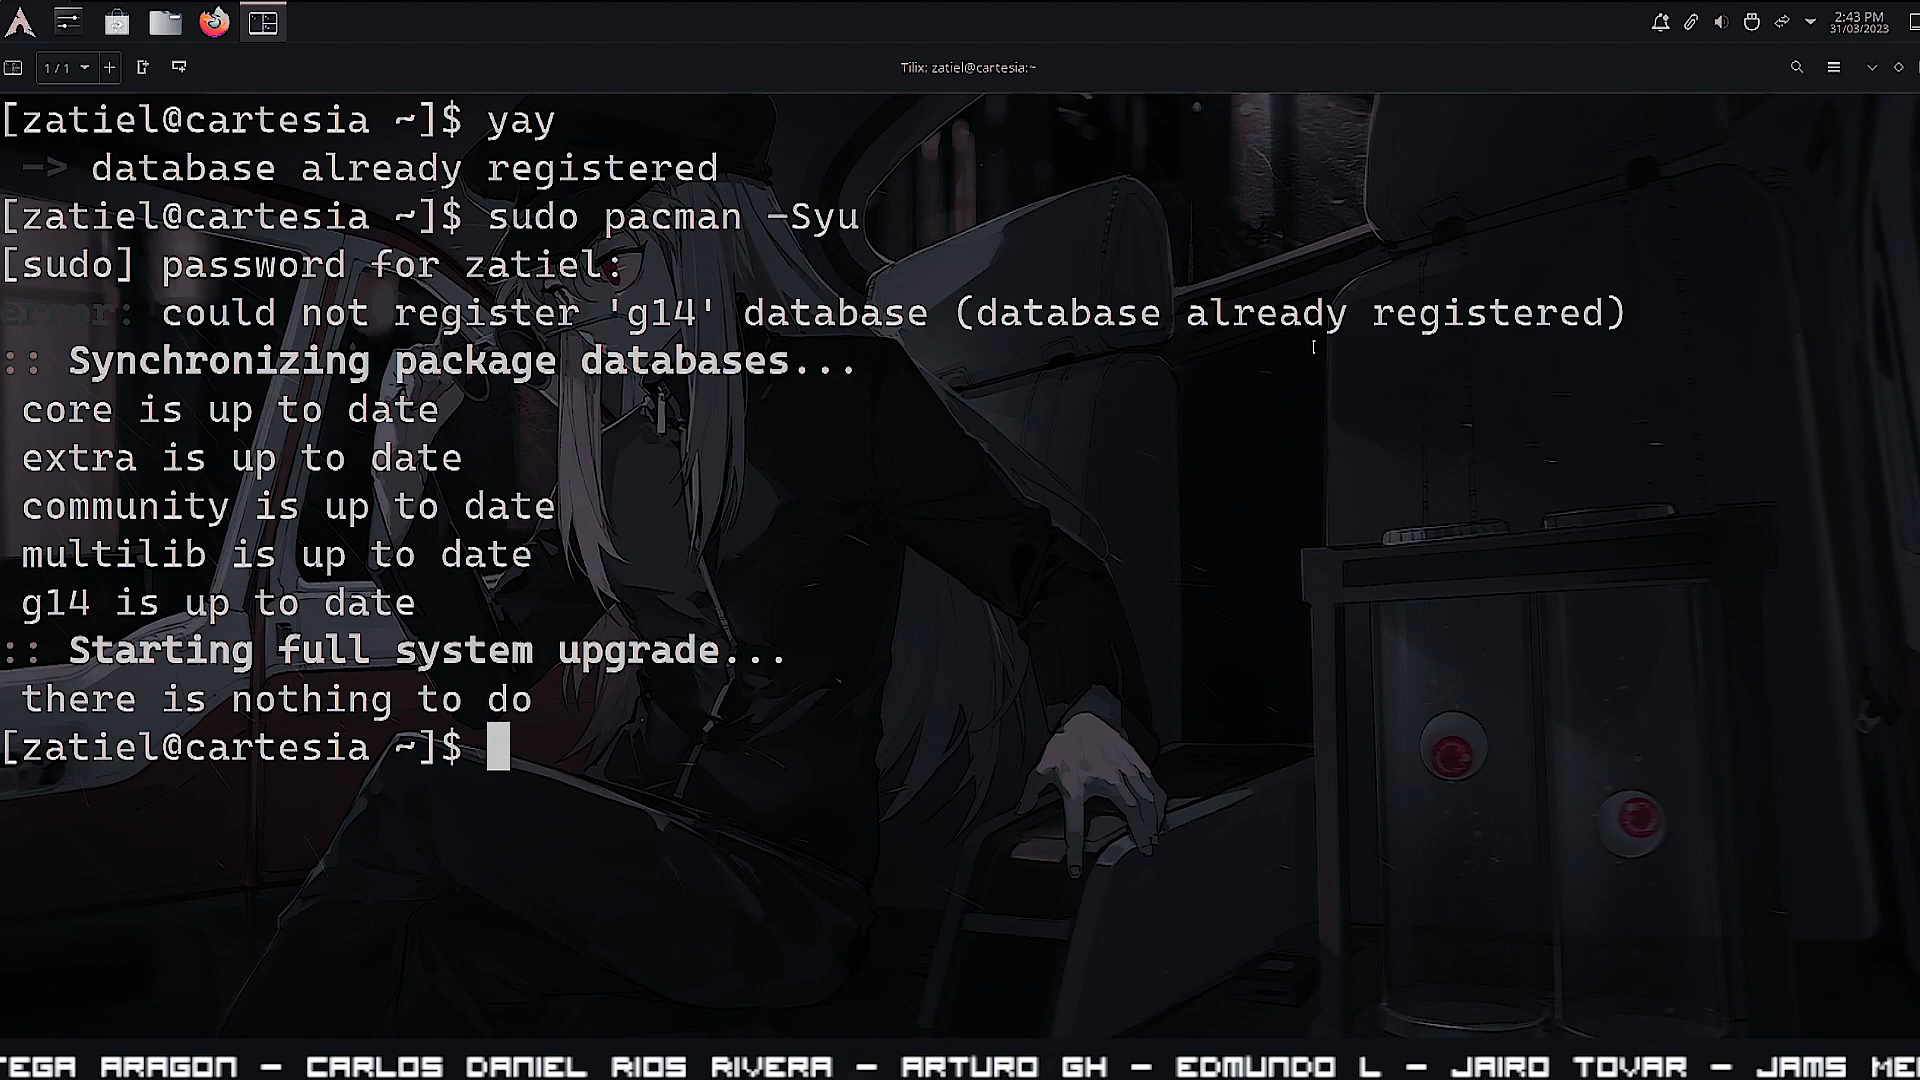 2:43 PM
31/03/2023
1 / 1
Tilix: zatiel@cartesia:~
[zatiel@cartesia ~]$ yay
-> database already registered
[zatiel@cartesia ~]$ sudo pacman -Syu
[sudo] password for zatiel:
error: could not register 'g14' database (database already registered)
:: Synchronizing package databases...
core is up to date
extra is up to date
community is up to date
multilib is up to date
g14 is up to date
:: Starting full system upgrade...
there is nothing to do
[zatiel@cartesia ~]$
TEGA ARAGON - CARLOS DANIEL RIOS RIVERA - ARTURO GH - EDMUNDO L - JAIRO TOVAR - JAMS ME